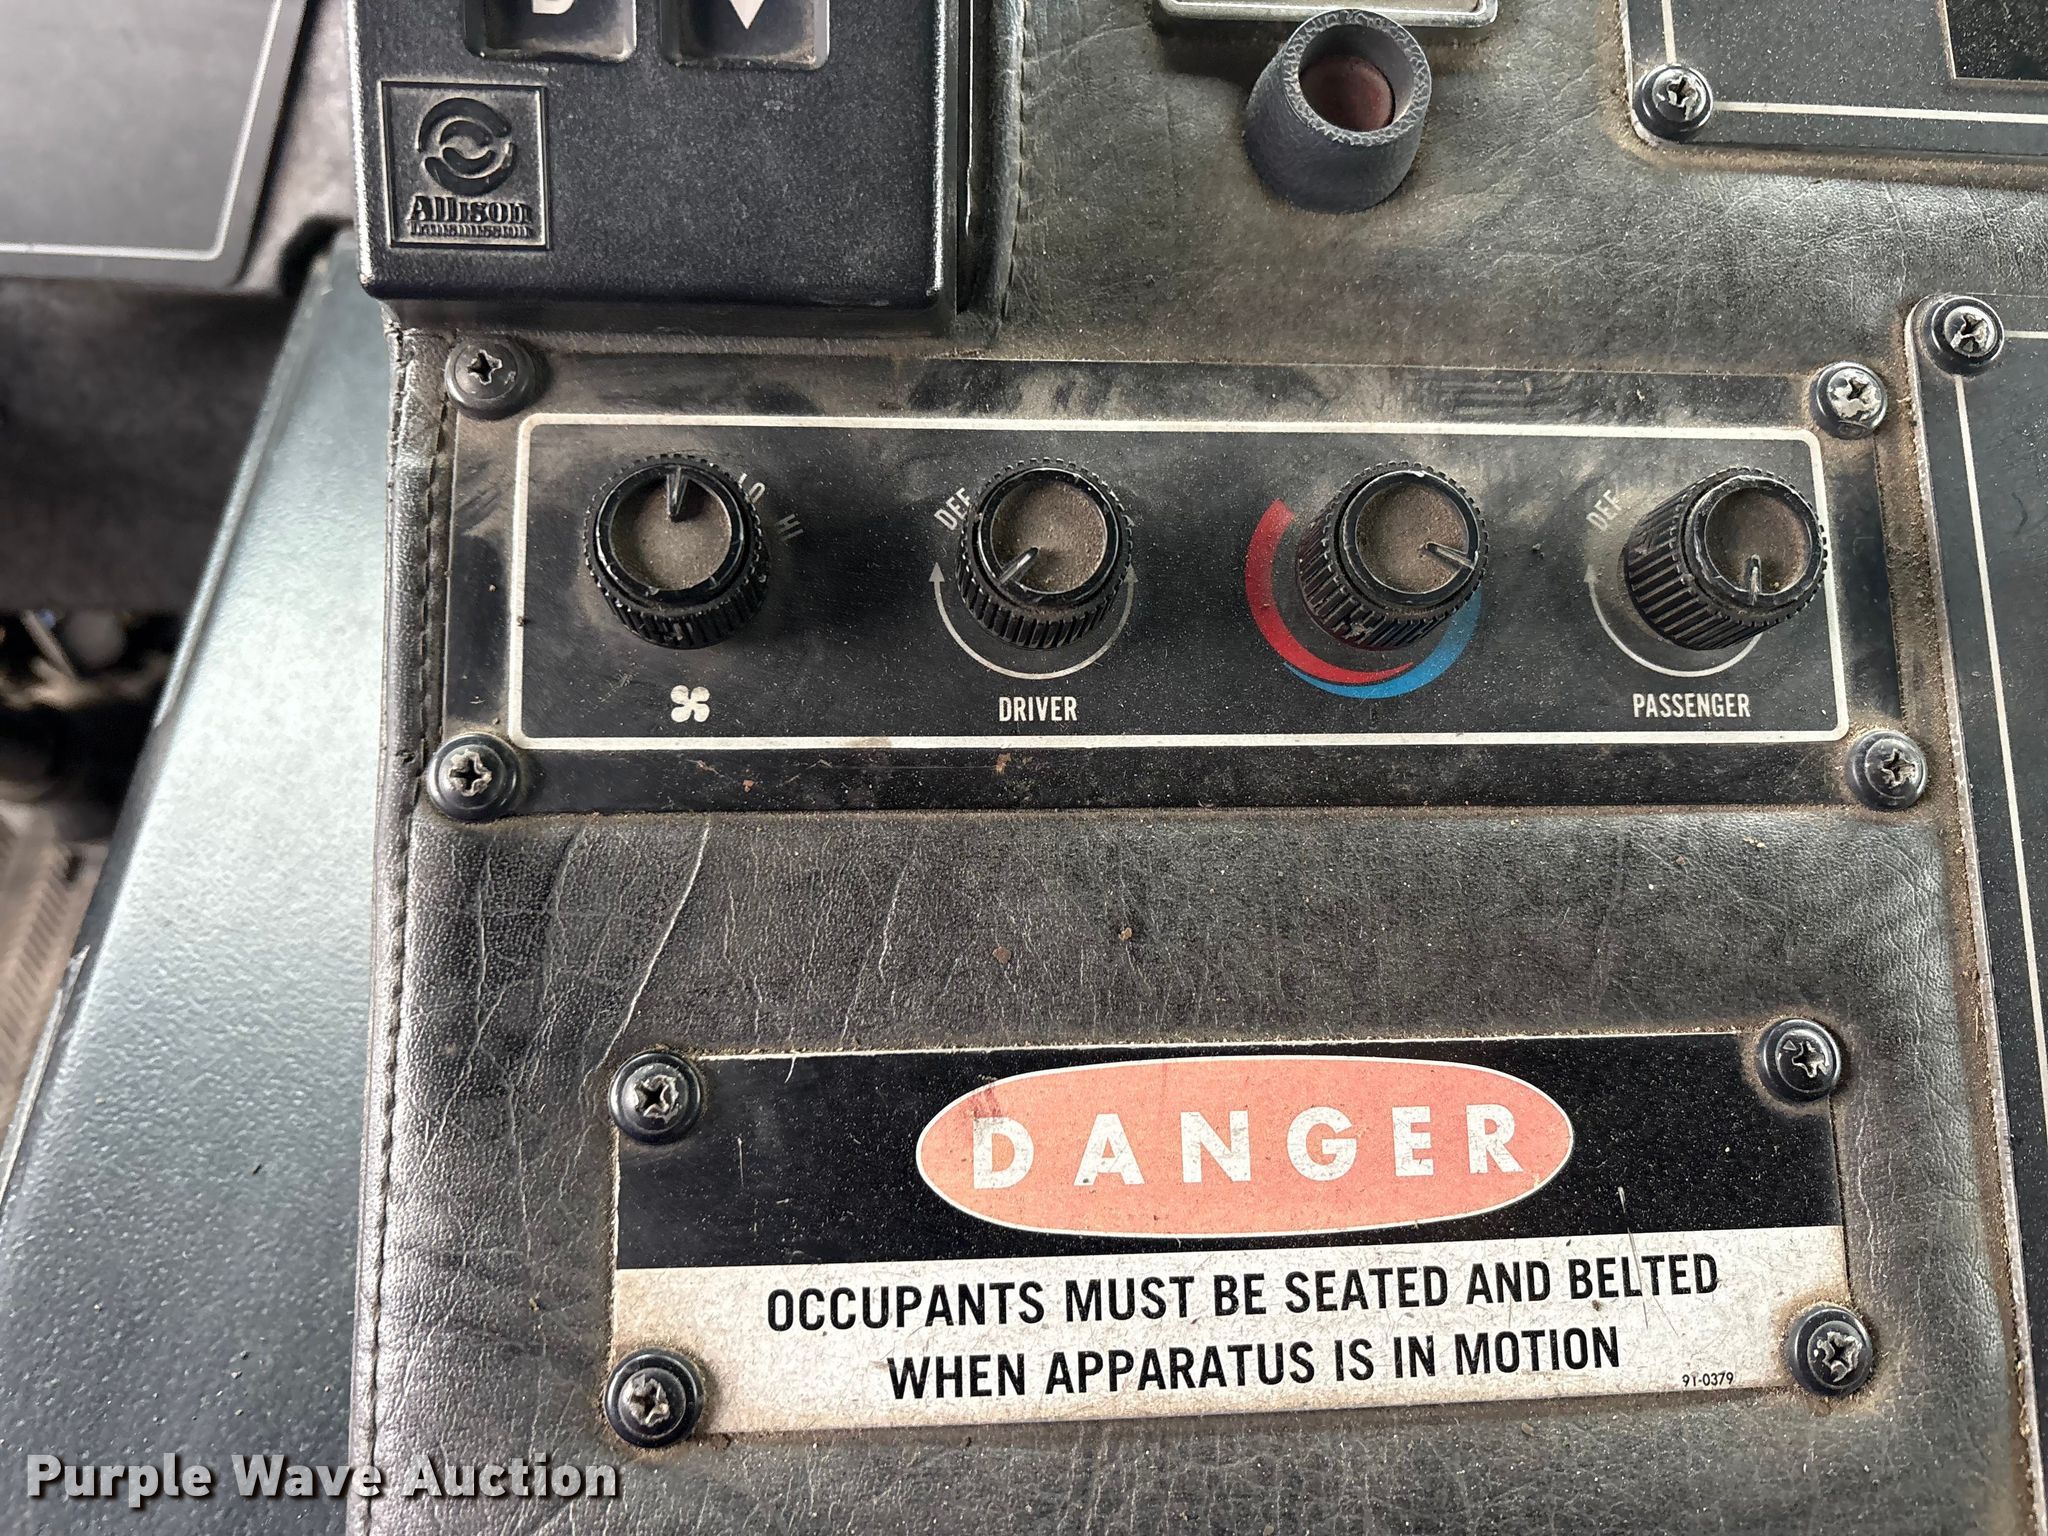 D
Allison
Transmission
LO
HI
DEF
DEF
DRIVER
PASSENGER
DANGER
OCCUPANTS MUST BE SEATED AND BELTED
WHEN APPARATUS IS IN MOTION
91-0379
Purple Wave Auction